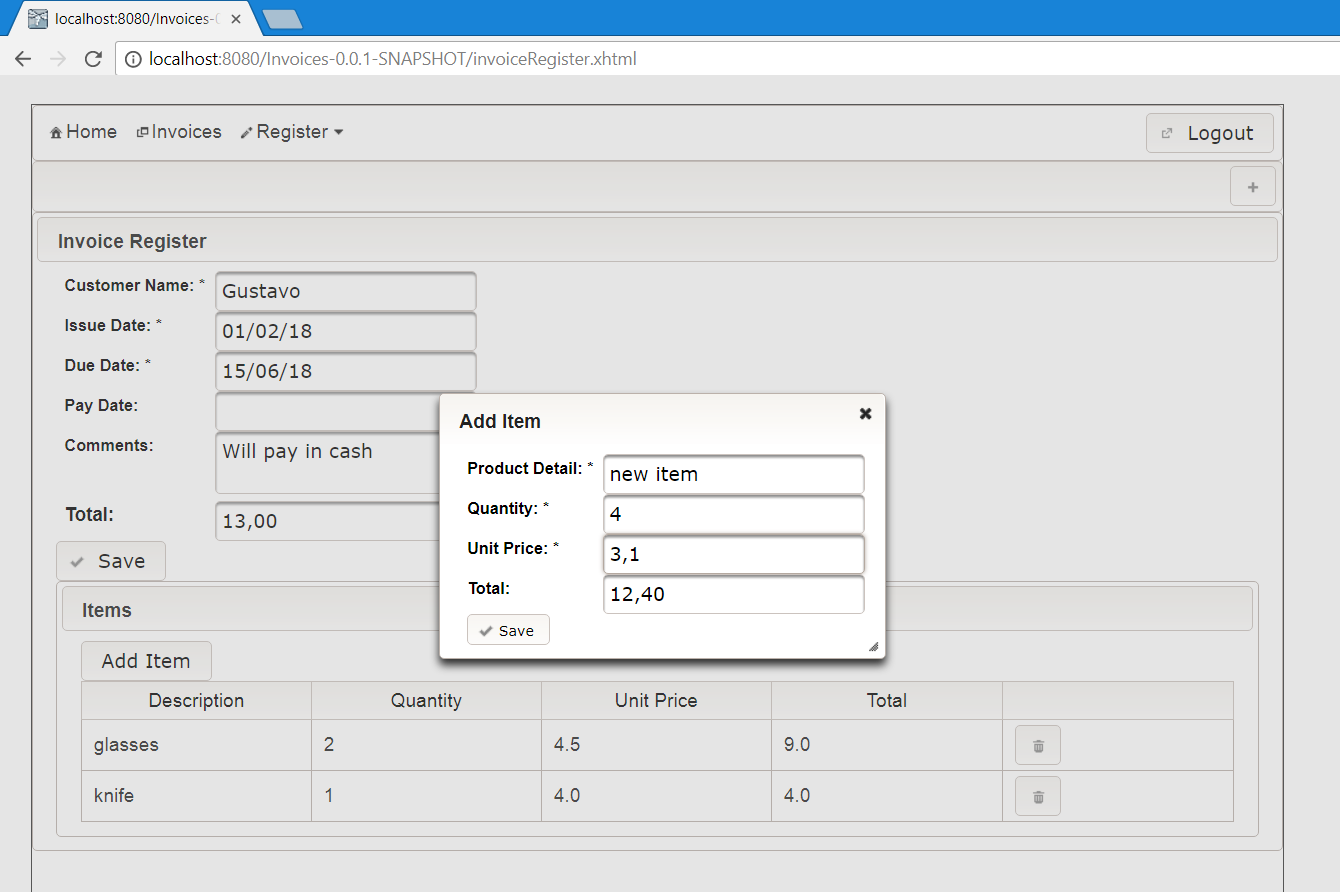 localhost:8080/Invoices-0
localhost:8080/Invoices-0.0.1-SNAPSHOT/invoiceRegister.xhtml
Home Invoices Register Logout
+
Invoice Register
Customer Name: * Gustavo
Issue Date: * 01/02/18
Due Date: * 15/06/18
Pay Date:
Comments: Will pay in cash
Total: 13,00
Save
Add Item
Product Detail: * new item
Quantity: * 4
Unit Price: * 3,1
Total: 12,40
Save
Items
Add Item
Description Quantity Unit Price Total
glasses 2 4.5 9.0
knife 1 4.0 4.0